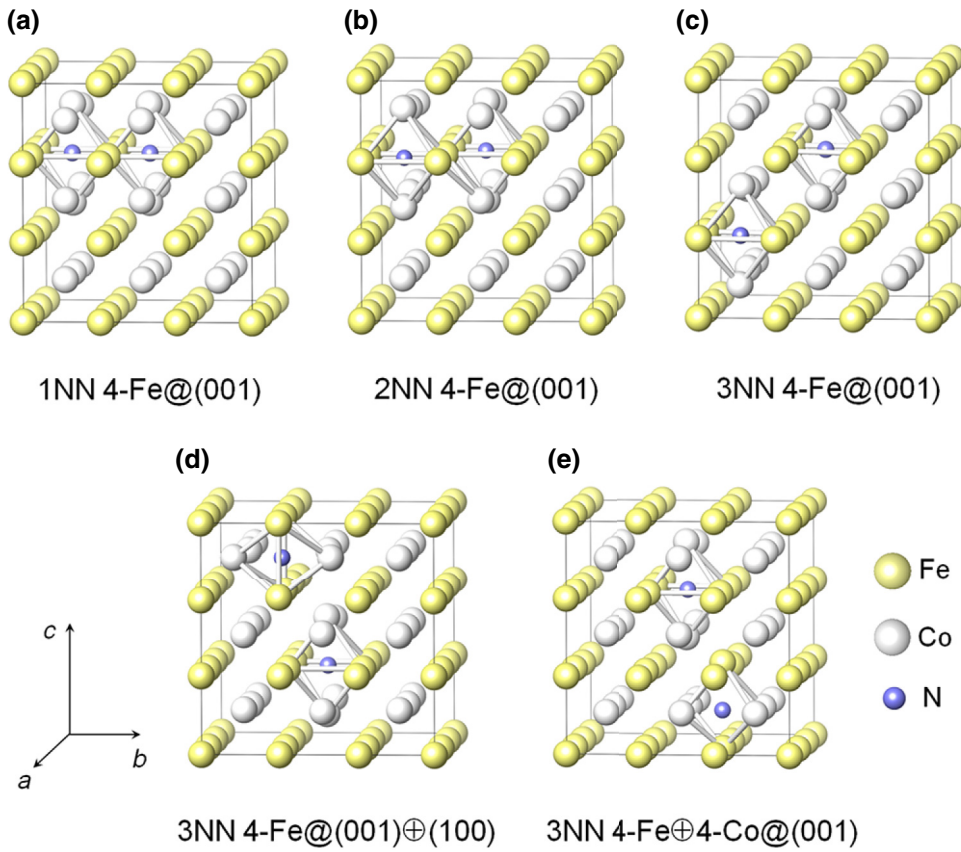 (a)
(b)
(c)
1NN 4-Fe@(001)
2NN 4-Fe@(001)
3NN 4-Fe@(001)
(d)
(e)
Fe
Co
N
c
b
a
3NN 4-Fe@(001)⊕(100)
3NN 4-Fe⊕4-Co@(001)